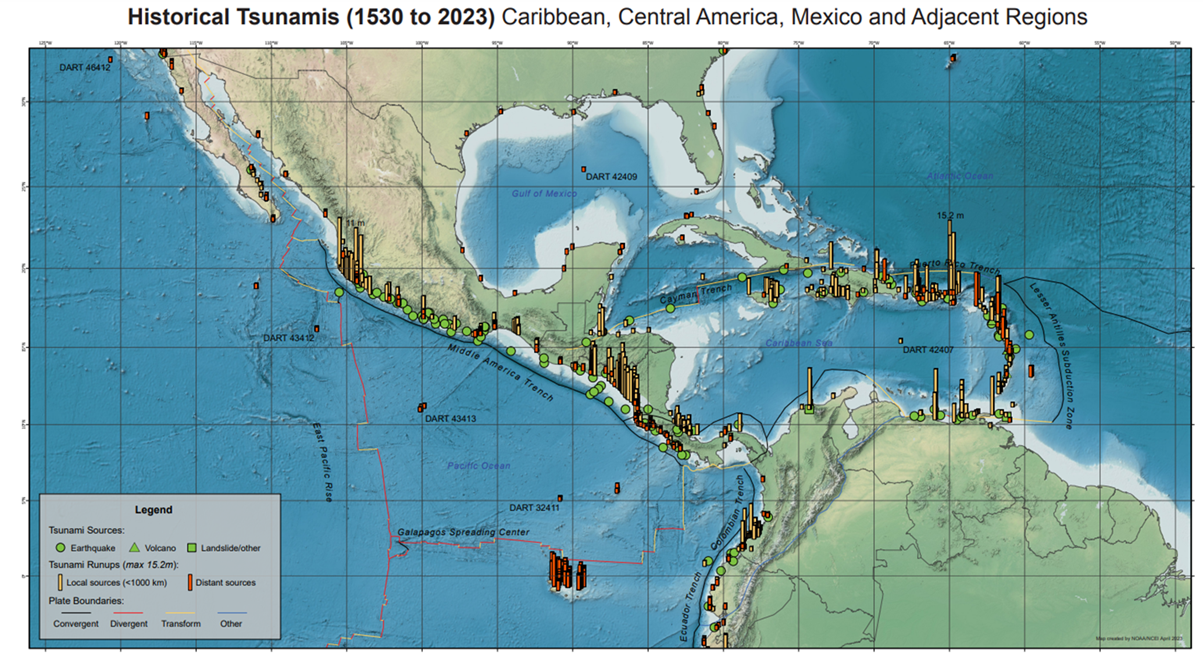 Historical Tsunamis (1530 to 2023) Caribbean, Central America, Mexico and Adjacent Regions
DART 46412
DART 42409
Gulf of Mexico
Atlantic Ocean
11 m
15.2 m
Puerto Rico Trench
Cayman Trench
Lesser Antilles Subduction Zone
DART 43412
Caribbean Sea
DART 42407
Middle America Trench
DART 43413
East Pacific Rise
Pacific Ocean
DART 32411
Colombian Trench
Galapagos Spreading Center
Ecuador Trench
Legend
Tsunami Sources:
Earthquake Volcano Landslide/other
Tsunami Runups (max 15.2m):
Local sources (<1000 km) Distant sources
Plate Boundaries:
Convergent Divergent Transform Other
Map created by NOAA/NCEI April 2023